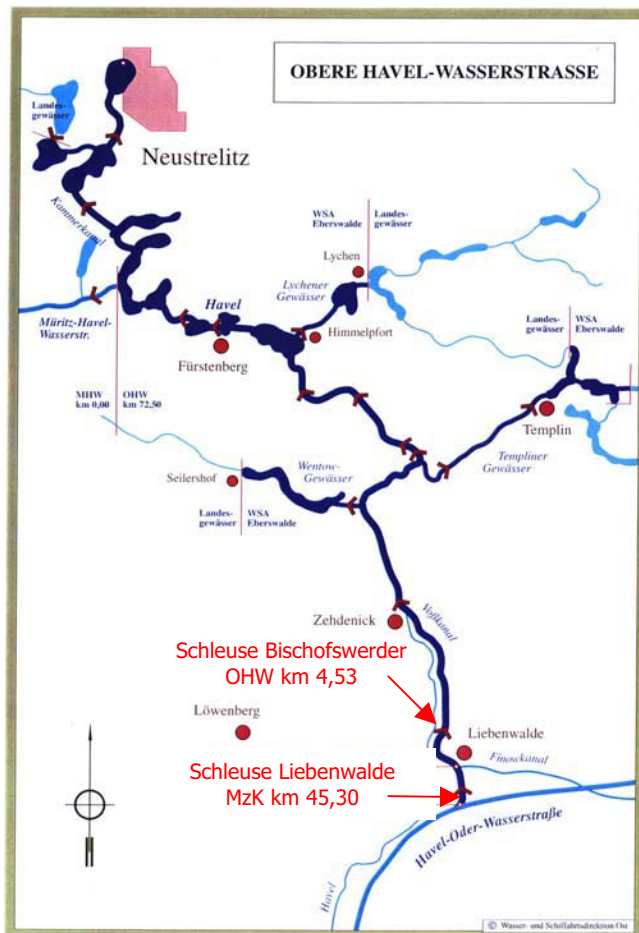 OBERE HAVEL-WASSERSTRASSE
Landes-
gewässer
Neustrelitz
Kammerkanal
WSA
Eberswalde
Landes-
gewässer
Lychen
Lychener
Gewässer
Havel
Müritz-Havel-
Wasserstr.
Himmelpfort
Fürstenberg
Landes-
gewässer
WSA
Eberswalde
MHW
km 0,00
OHW
km 72,50
Templin
Templiner
Gewässer
Wentow-
Gewässer
Seilershof
Landes-
gewässer
WSA
Eberswalde
Zehdenick
Voßkanal
Schleuse Bischofswerder
OHW km 4,53
Löwenberg
Liebenwalde
Finowkanal
Schleuse Liebenwalde
MzK km 45,30
Havel-Oder-Wasserstraße
Havel
N
© Wasser- und Schiffahrtsdirektion Ost